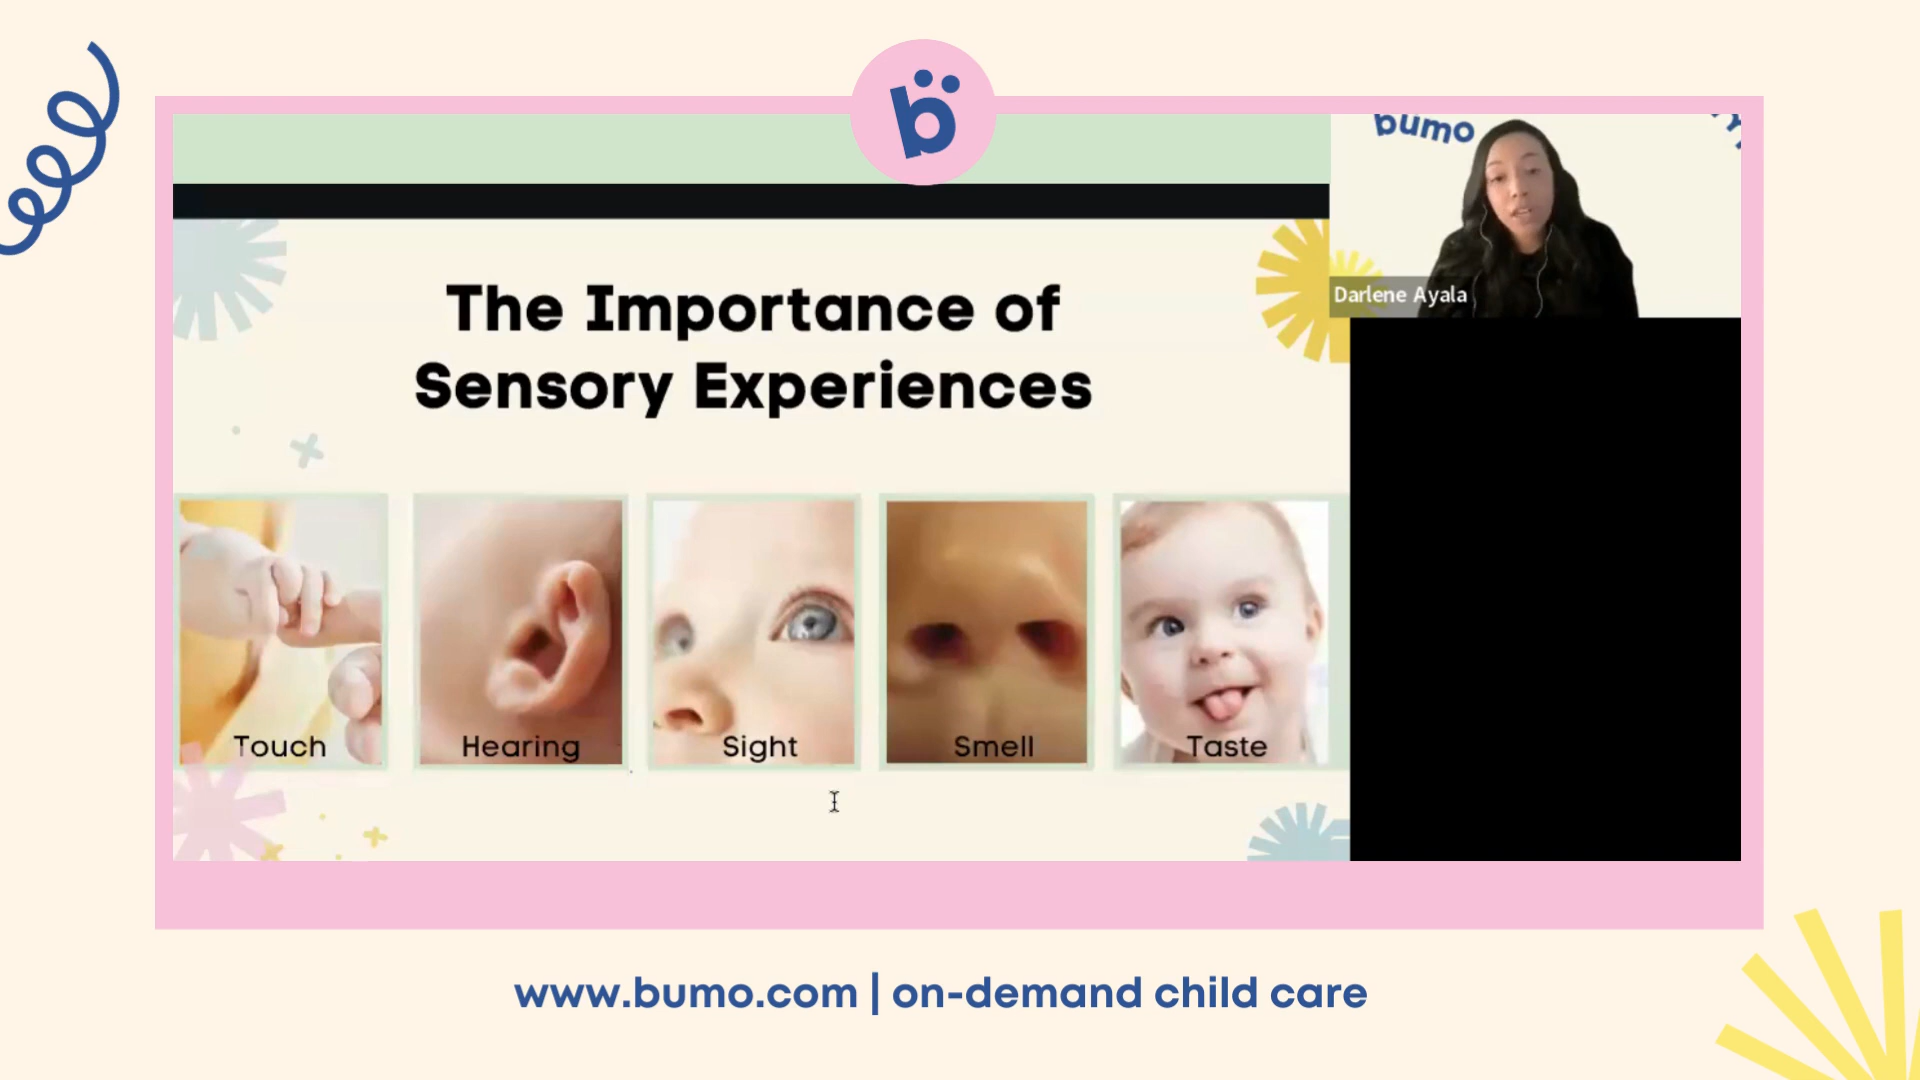 b
bumo
Darlene Ayala
The Importance of
Sensory Experiences
Touch
Hearing
Sight
Smell
Taste
www.bumo.com | on-demand child care